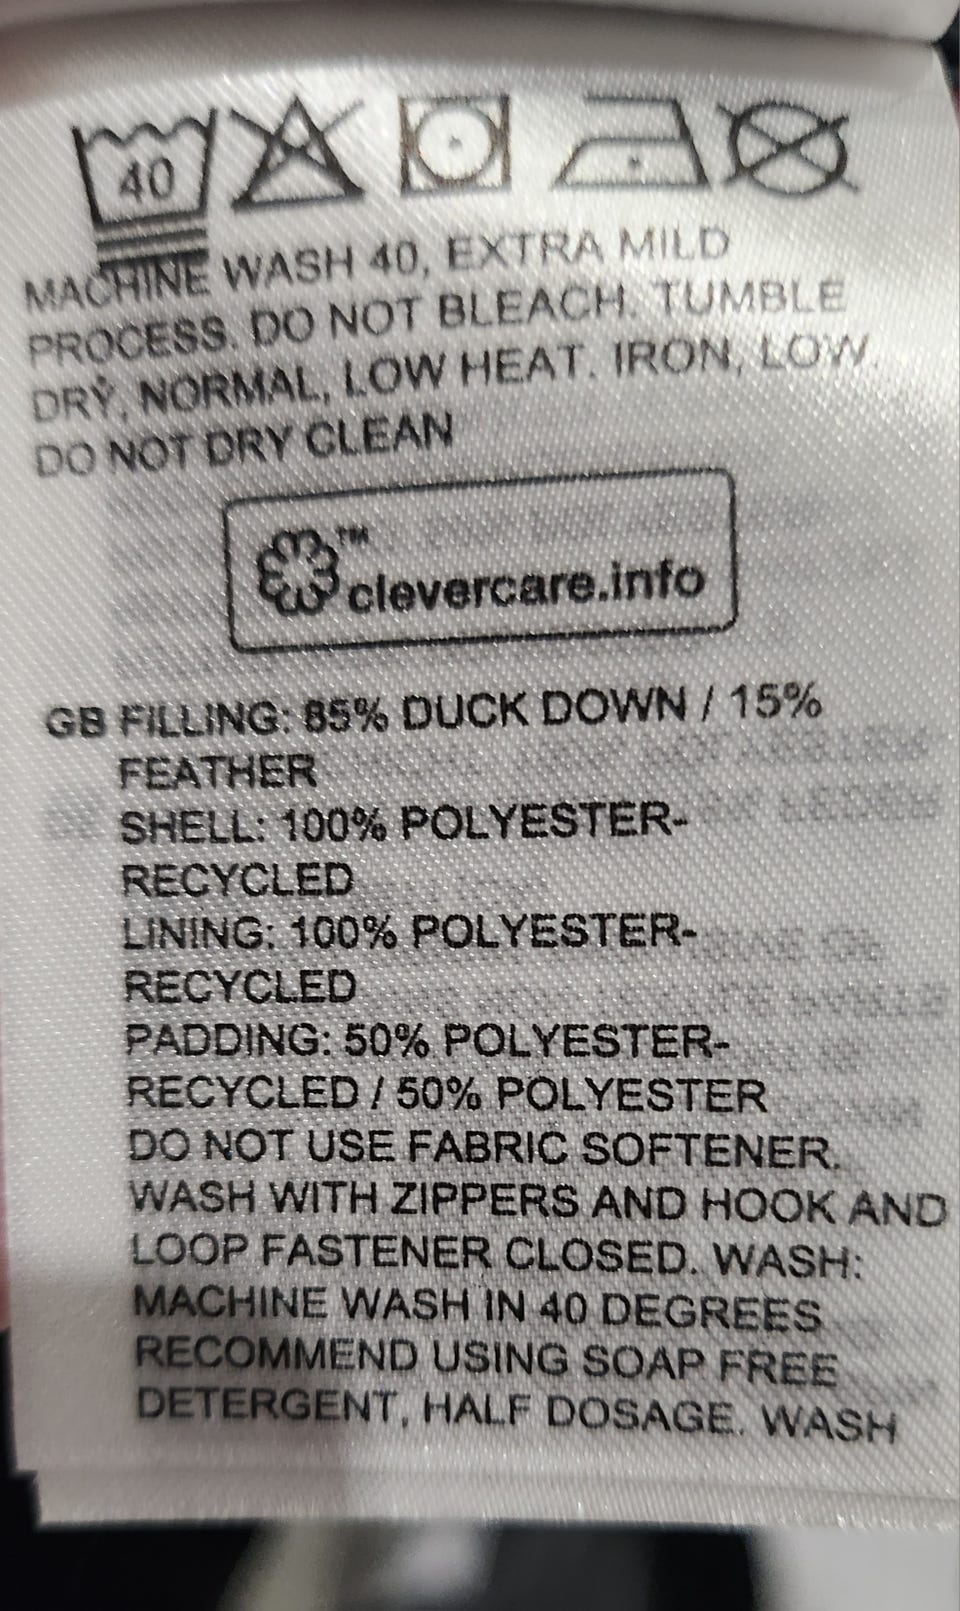 40
MACHINE WASH 40, EXTRA MILD
PROCESS. DO NOT BLEACH. TUMBLE
DRY, NORMAL, LOW HEAT. IRON, LOW.
DO NOT DRY CLEAN
™
clevercare.info
GB FILLING: 85% DUCK DOWN / 15%
FEATHER
SHELL: 100% POLYESTER-
RECYCLED
LINING: 100% POLYESTER-
RECYCLED
PADDING: 50% POLYESTER-
RECYCLED / 50% POLYESTER
DO NOT USE FABRIC SOFTENER.
WASH WITH ZIPPERS AND HOOK AND
LOOP FASTENER CLOSED. WASH:
MACHINE WASH IN 40 DEGREES
RECOMMEND USING SOAP FREE
DETERGENT, HALF DOSAGE. WASH